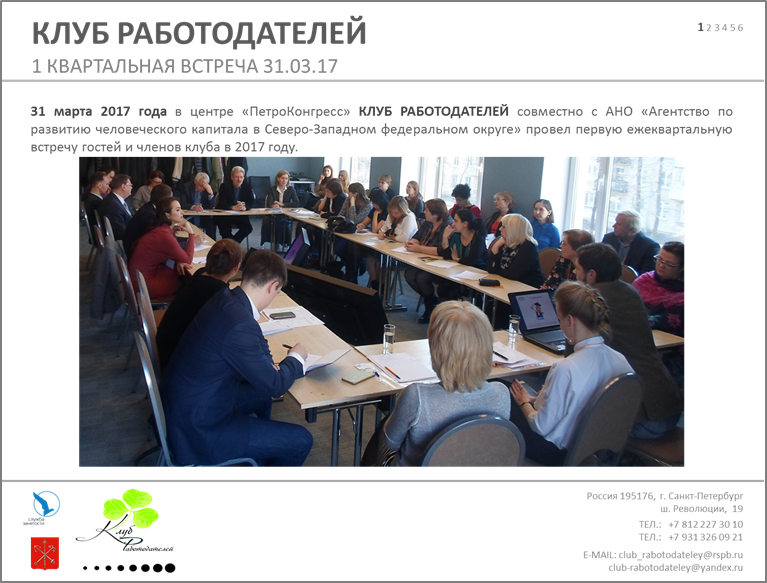 КЛУБ РАБОТОДАТЕЛЕЙ
1 2 3 4 5 6
1 КВАРТАЛЬНАЯ ВСТРЕЧА 31.03.17
31 марта 2017 года в центре «ПетроКонгресс» КЛУБ РАБОТОДАТЕЛЕЙ совместно с АНО «Агентство по
развитию человеческого капитала в Северо-Западном федеральном округе» провел первую ежеквартальную
встречу гостей и членов клуба в 2017 году.
служба
занятости
Клуб
Работодателей
Россия 195176, г. Санкт-Петербург
ш. Революции, 19
ТЕЛ.: +7 812 227 30 10
ТЕЛ.: +7 931 326 09 21
E-MAIL: club_rabotodateley@rspb.ru
club-rabotodateley@yandex.ru